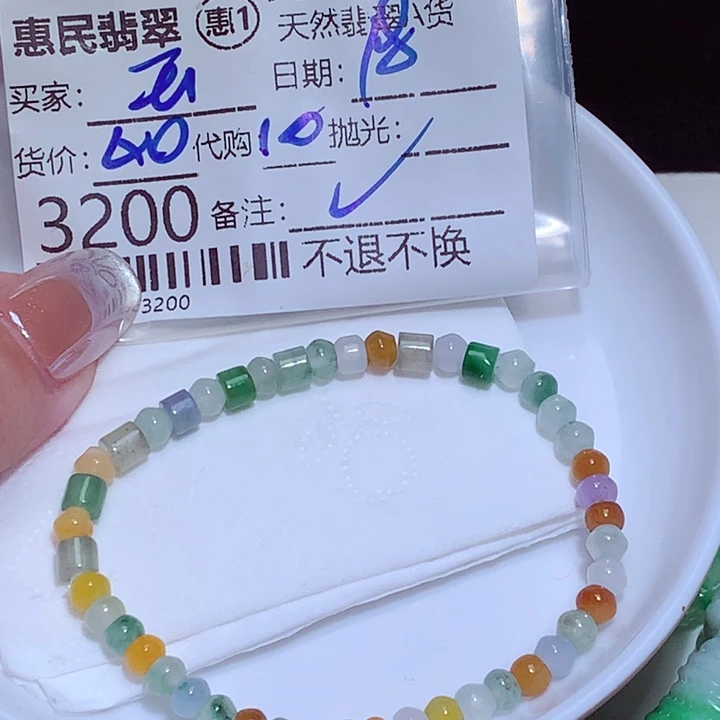 惠民翡翠 惠1 天然翡翠A货
买家: 日期: 18
货价: 40 代购 10 抛光:
3200 备注: ✓
不退不换
3200